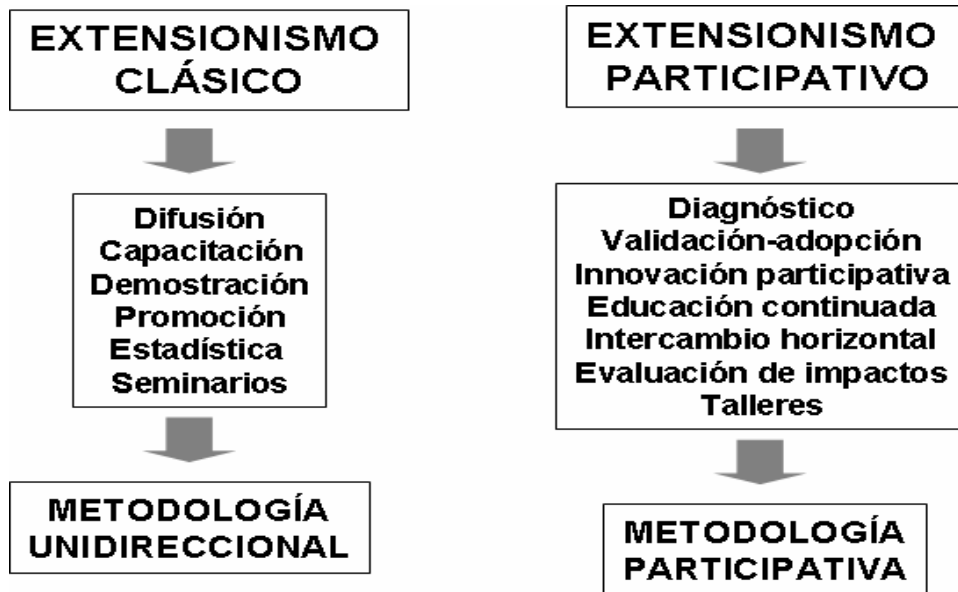 EXTENSIONISMO
CLÁSICO
Difusión
Capacitación
Demostración
Promoción
Estadística
Seminarios
METODOLOGÍA
UNIDIRECCIONAL
EXTENSIONISMO
PARTICIPATIVO
Diagnóstico
Validación-adopción
Innovación participativa
Educación continuada
Intercambio horizontal
Evaluación de impactos
Talleres
METODOLOGÍA
PARTICIPATIVA